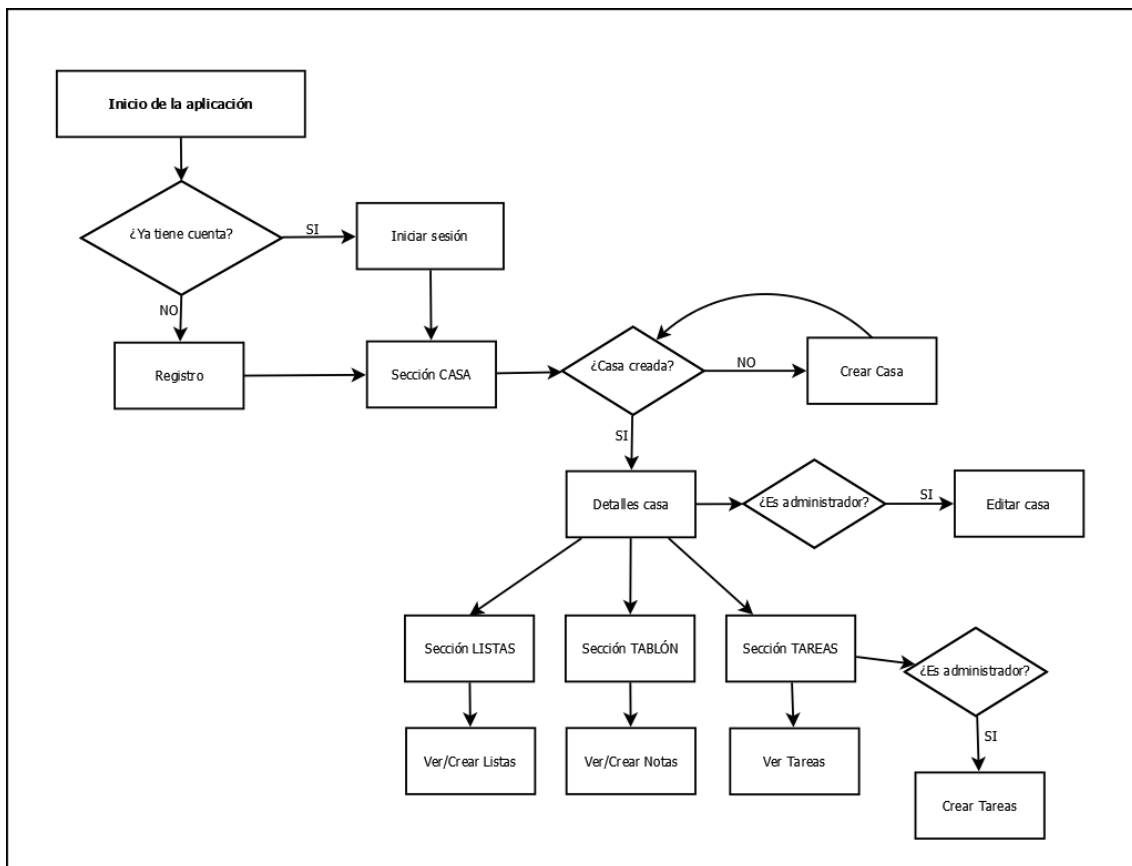 Inicio de la aplicación
¿Ya tiene cuenta?
SI
Iniciar sesión
NO
Registro
Sección CASA
¿Casa creada?
NO
Crear Casa
SI
Detalles casa
¿Es administrador?
SI
Editar casa
Sección LISTAS
Sección TABLÓN
Sección TAREAS
¿Es administrador?
Ver/Crear Listas
Ver/Crear Notas
Ver Tareas
SI
Crear Tareas